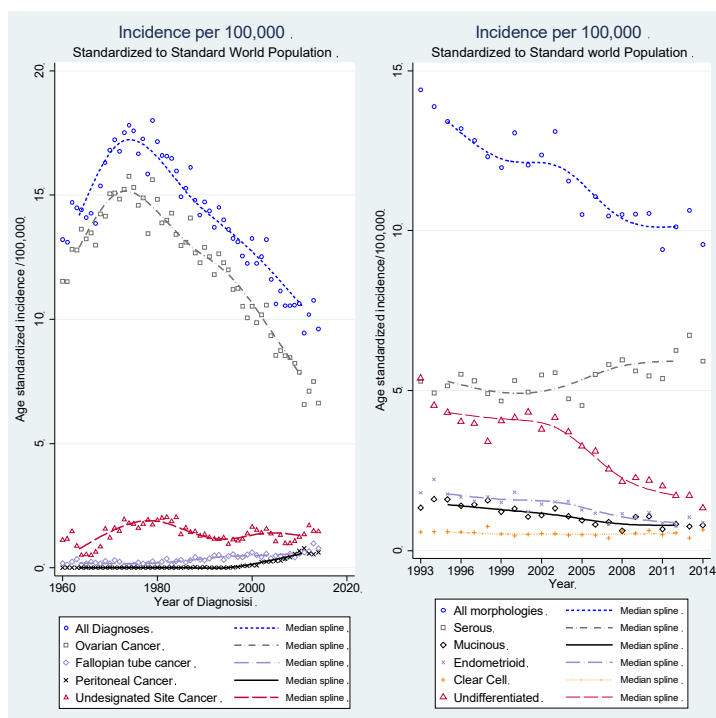 Incidence per 100,000 .
Standardized to Standard World Population .
20.
15.
10.
5.
0.
Age standardized incidence /100,000.
1960 1980 2000 2020 .
Year of Diagnosisi .
All Diagnoses . Median spline .
Ovarian Cancer . Median spline .
Fallopian tube cancer . Median spline .
Peritoneal Cancer . Median spline .
Undesignated Site Cancer . Median spline .
Incidence per 100,000 .
Standardized to Standard world Population .
15.
10.
5.
0.
Age standardized incidence/100,000.
1993 1996 1999 2002 2005 2008 2011 2014
Year.
All morphologies . Median spline .
Serous . Median spline .
Mucinous . Median spline .
Endometrioid . Median spline .
Clear Cell . Median spline .
Undifferentiated . Median spline .